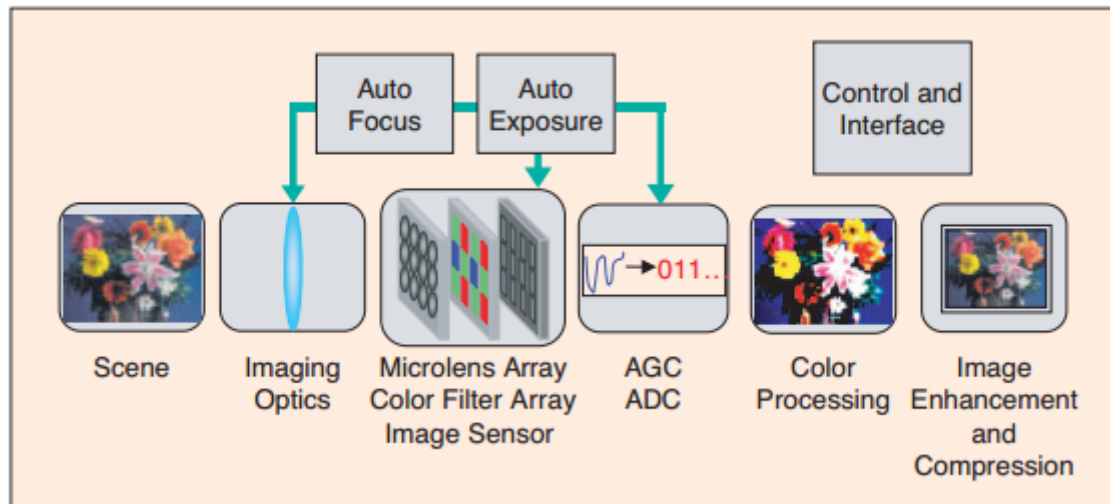 Auto
Focus
Auto
Exposure
Control and
Interface
011...
Scene
Imaging
Optics
Microlens Array
Color Filter Array
Image Sensor
AGC
ADC
Color
Processing
Image
Enhancement
and
Compression